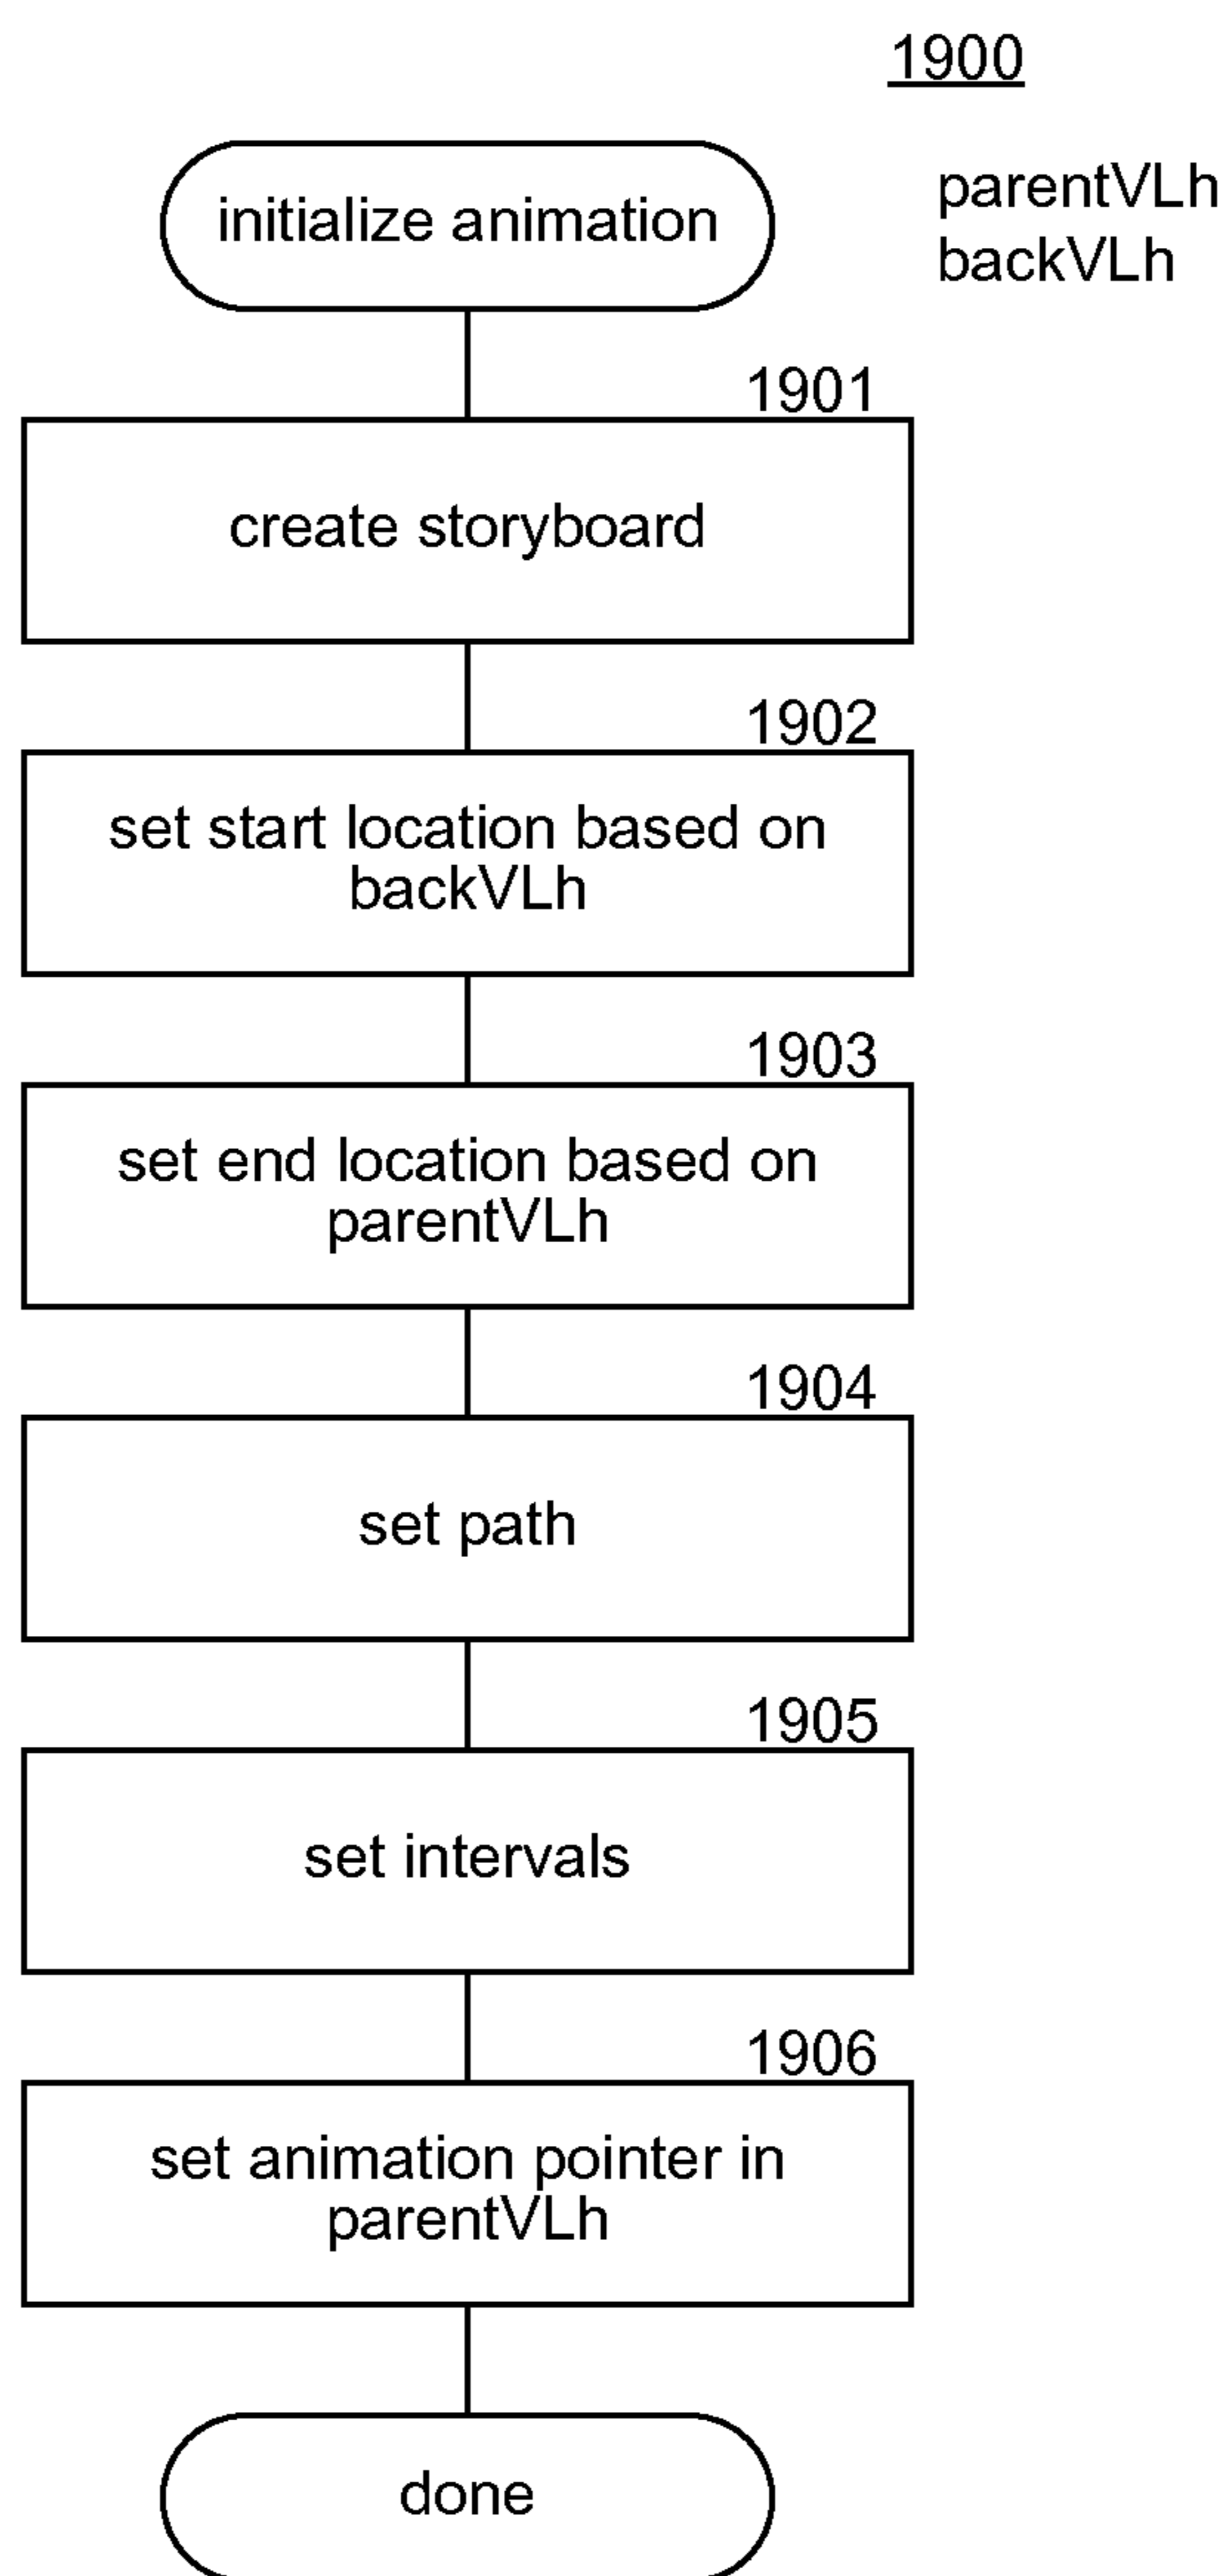 1900
initialize animation
parentVLh
backVLh
1901
create storyboard
1902
set start location based on
backVLh
1903
set end location based on
parentVLh
1904
set path
1905
set intervals
1906
set animation pointer in
parentVLh
done